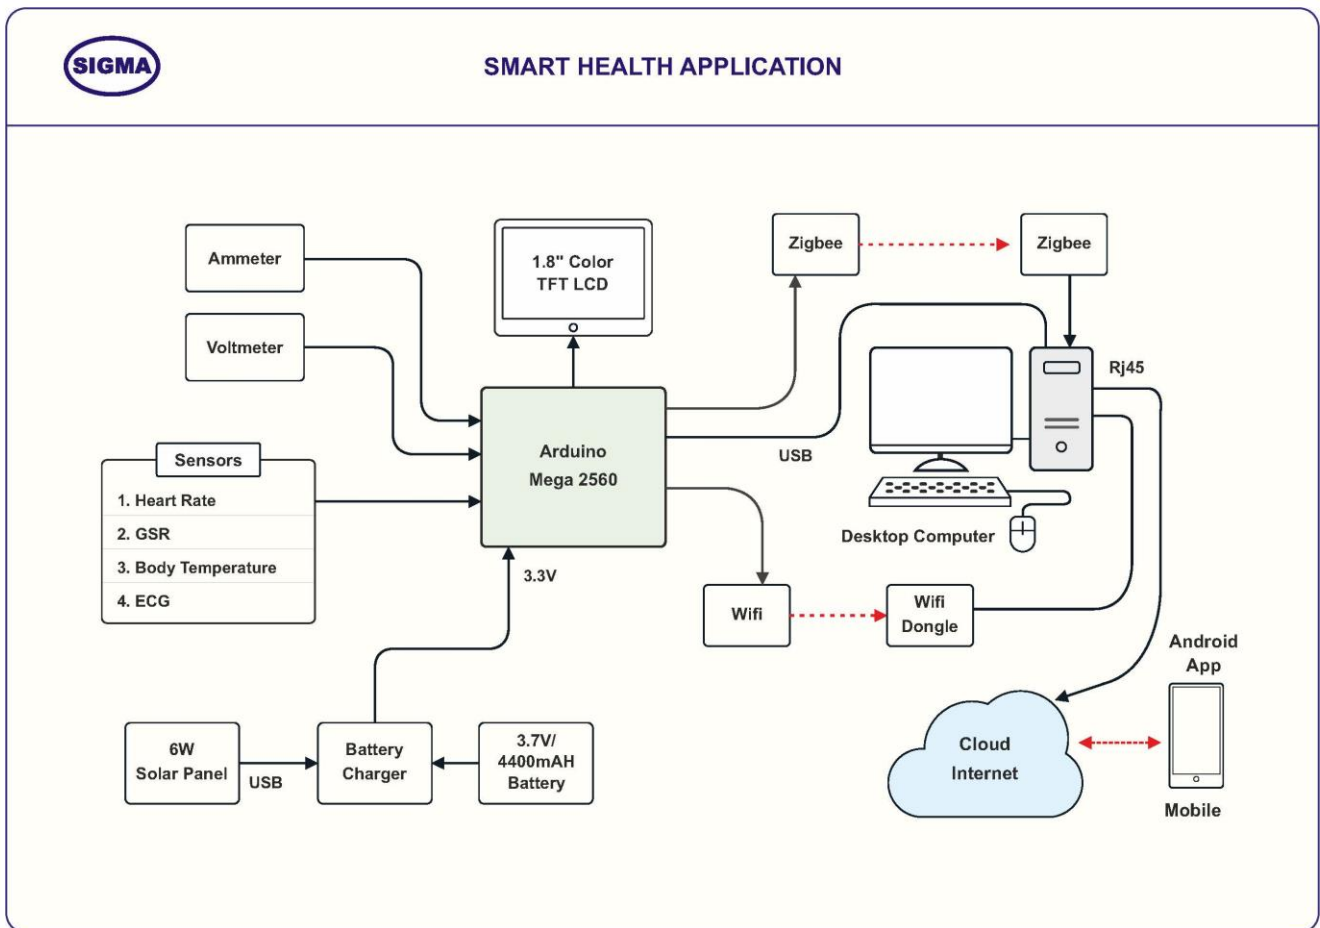 SIGMA
SMART HEALTH APPLICATION
Ammeter
Voltmeter
1.8" Color
TFT LCD
Zigbee
Zigbee
Rj45
Arduino
Mega 2560
USB
Sensors
1. Heart Rate
2. GSR
3. Body Temperature
4. ECG
Desktop Computer
3.3V
Wifi
Wifi
Dongle
Android
App
6W
Solar Panel
USB
Battery
Charger
3.7V/
4400mAH
Battery
Cloud
Internet
Mobile